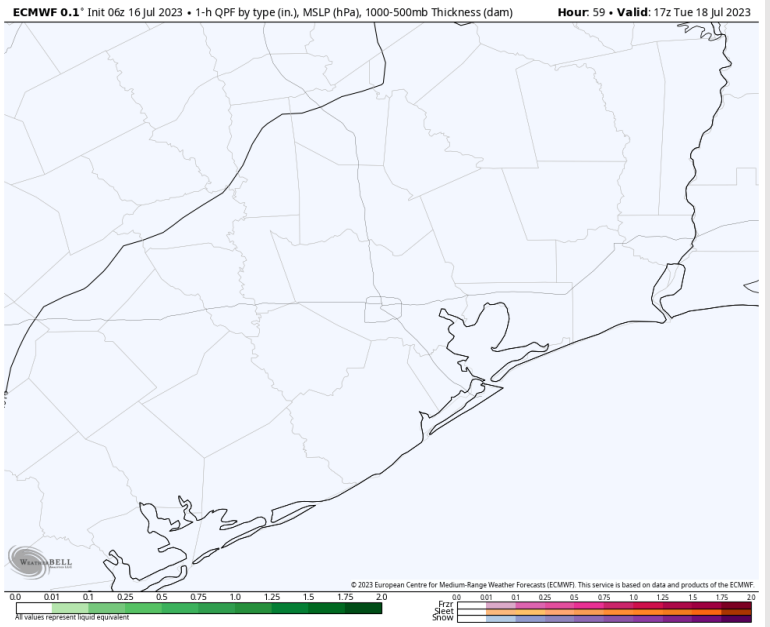 ECMWF 0.1° Init 06z 16 Jul 2023 • 1-h QPF by type (in.), MSLP (hPa), 1000-500mb Thickness (dam) Hour: 59 • Valid: 17z Tue 18 Jul 2023
WEATHERBELL
© 2023 European Centre for Medium-Range Weather Forecasts (ECMWF). This service is based on data and products of the ECMWF.
0.0 0.01 0.1 0.25 0.5 0.75 1.0 1.25 1.5 1.75 2.0
All values represent liquid equivalent
0.0 0.01 0.1 0.25 0.5 0.75 1.0 1.25 1.5 1.75 2.0
Frzr
Sleet
Snow